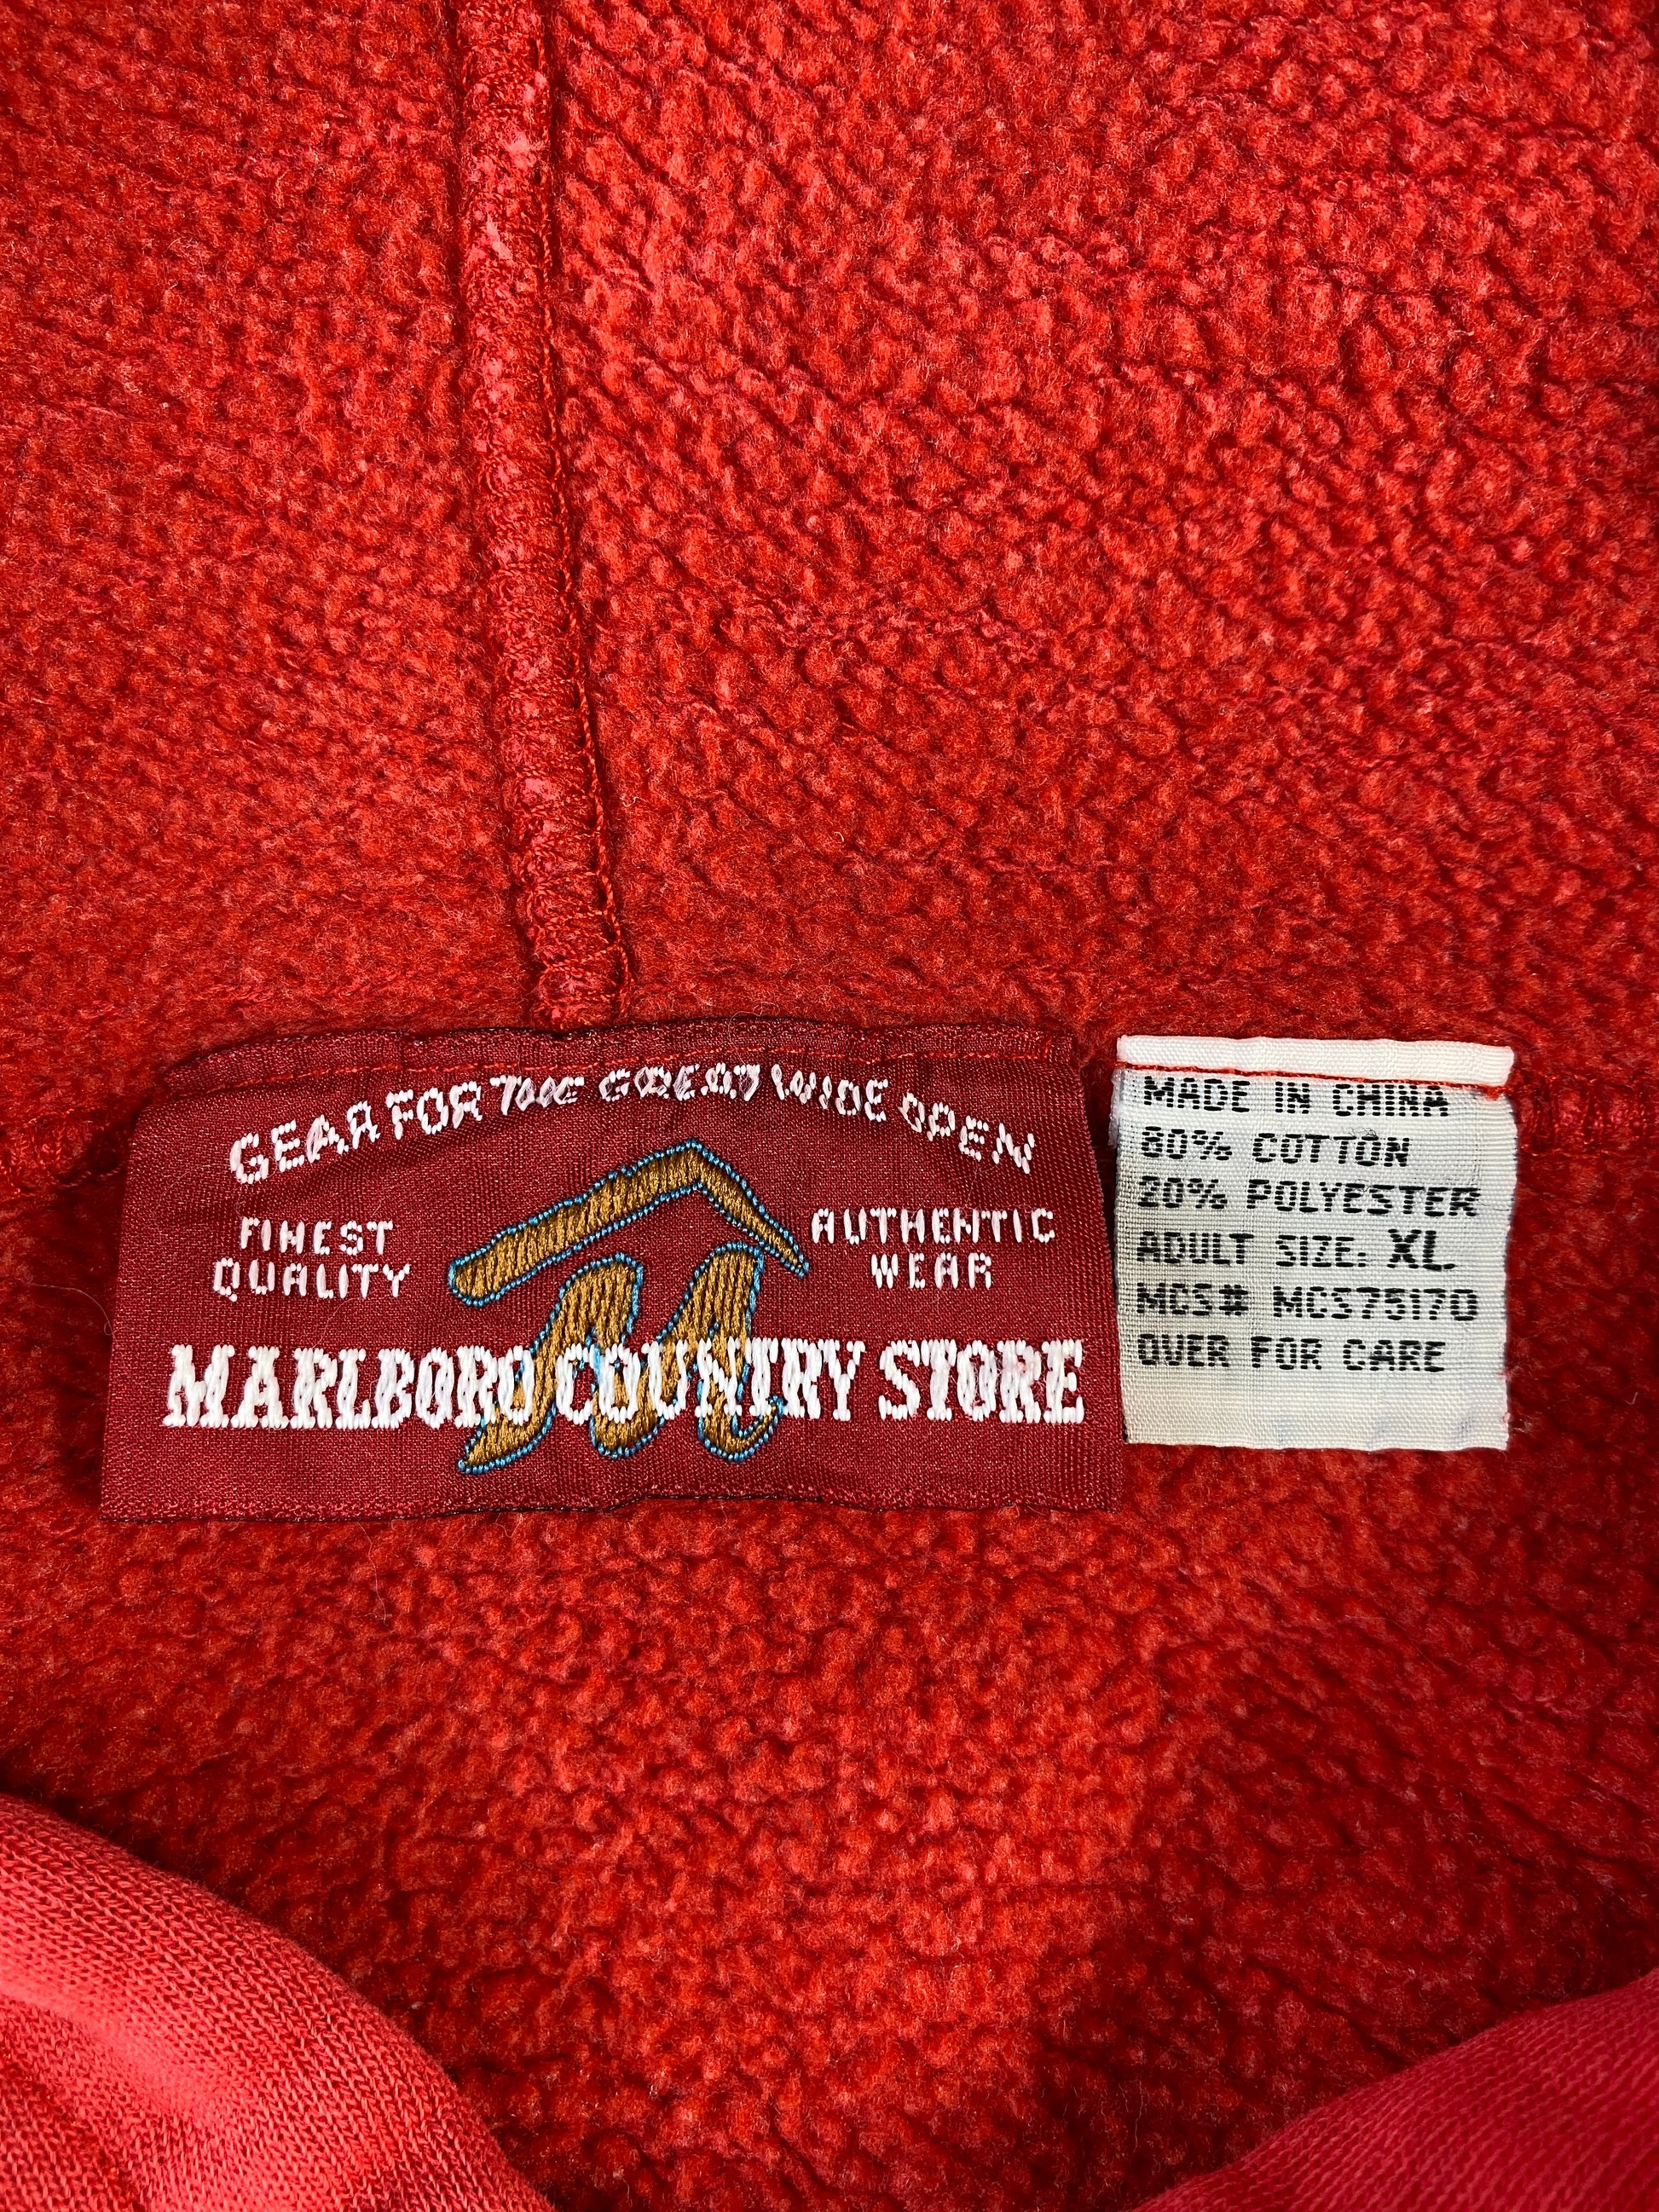 GEAR FOR THE GREAT WIDE OPEN
FINEST
QUALITY
AUTHENTIC
WEAR
M
MARLBORO COUNTRY STORE
MADE IN CHINA
80% COTTON
20% POLYESTER
ADULT SIZE: XL
MCS# MCS75170
OVER FOR CARE